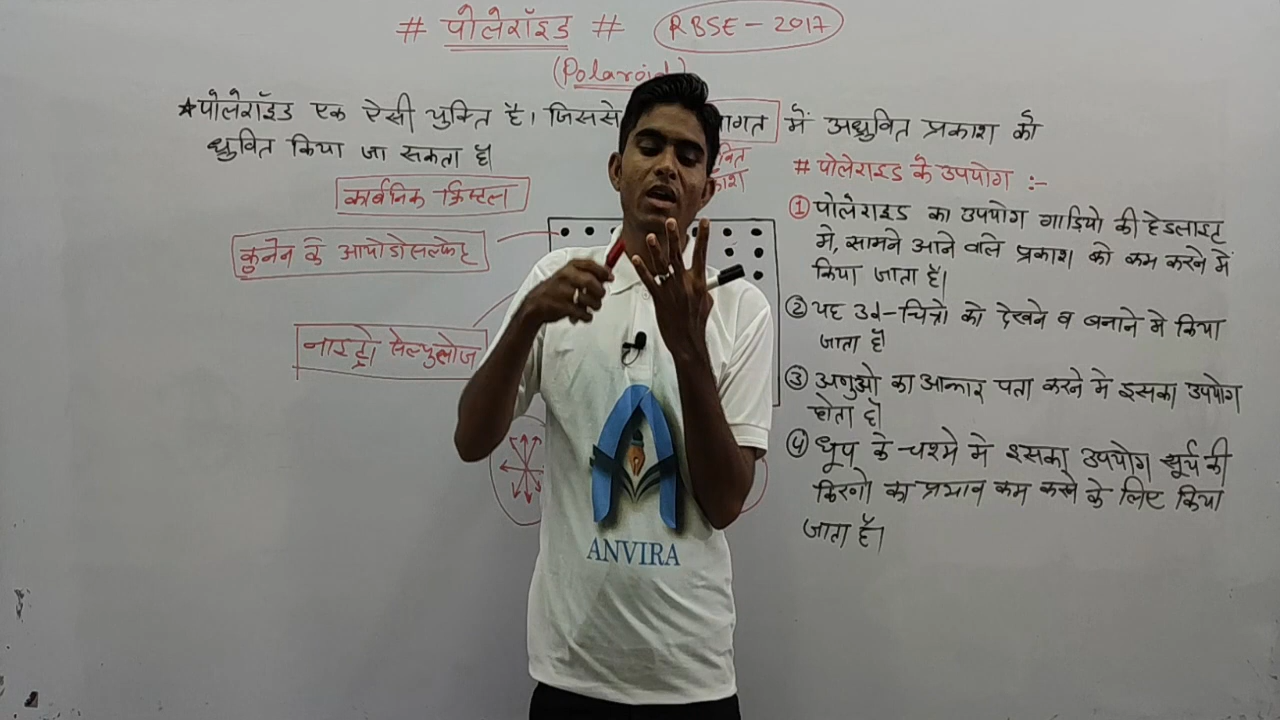 # पोलेरॉइड # RBSE - 2017
(Polaroid)
*पोलेरॉइड एक ऐसी युक्ति है। जिससे में अध्रुवित प्रकाश को
ध्रुवित किया जा सकता है।
# पोलेराइड के उपयोग :-
कार्बनिक क्रिस्टल
① पोलेराइड का उपयोग गाडियो की हेडलाइट
मे, सामने आने वाले प्रकाश को कम करने में
किया जाता है।
कुनेन के आयोडोसल्फेट
② यह 3d-चित्रो को देखने व बनाने मे किया
जाता है।
नाइट्रो सेल्युलोज
③ अणुओ का आकार पता करने मे इसका उपयोग
होता है।
④ धूप के चश्मे मे इसका उपयोग सूर्य की
किरणो का प्रभाव कम करने के लिए किया
जाता है।
ANVIRA